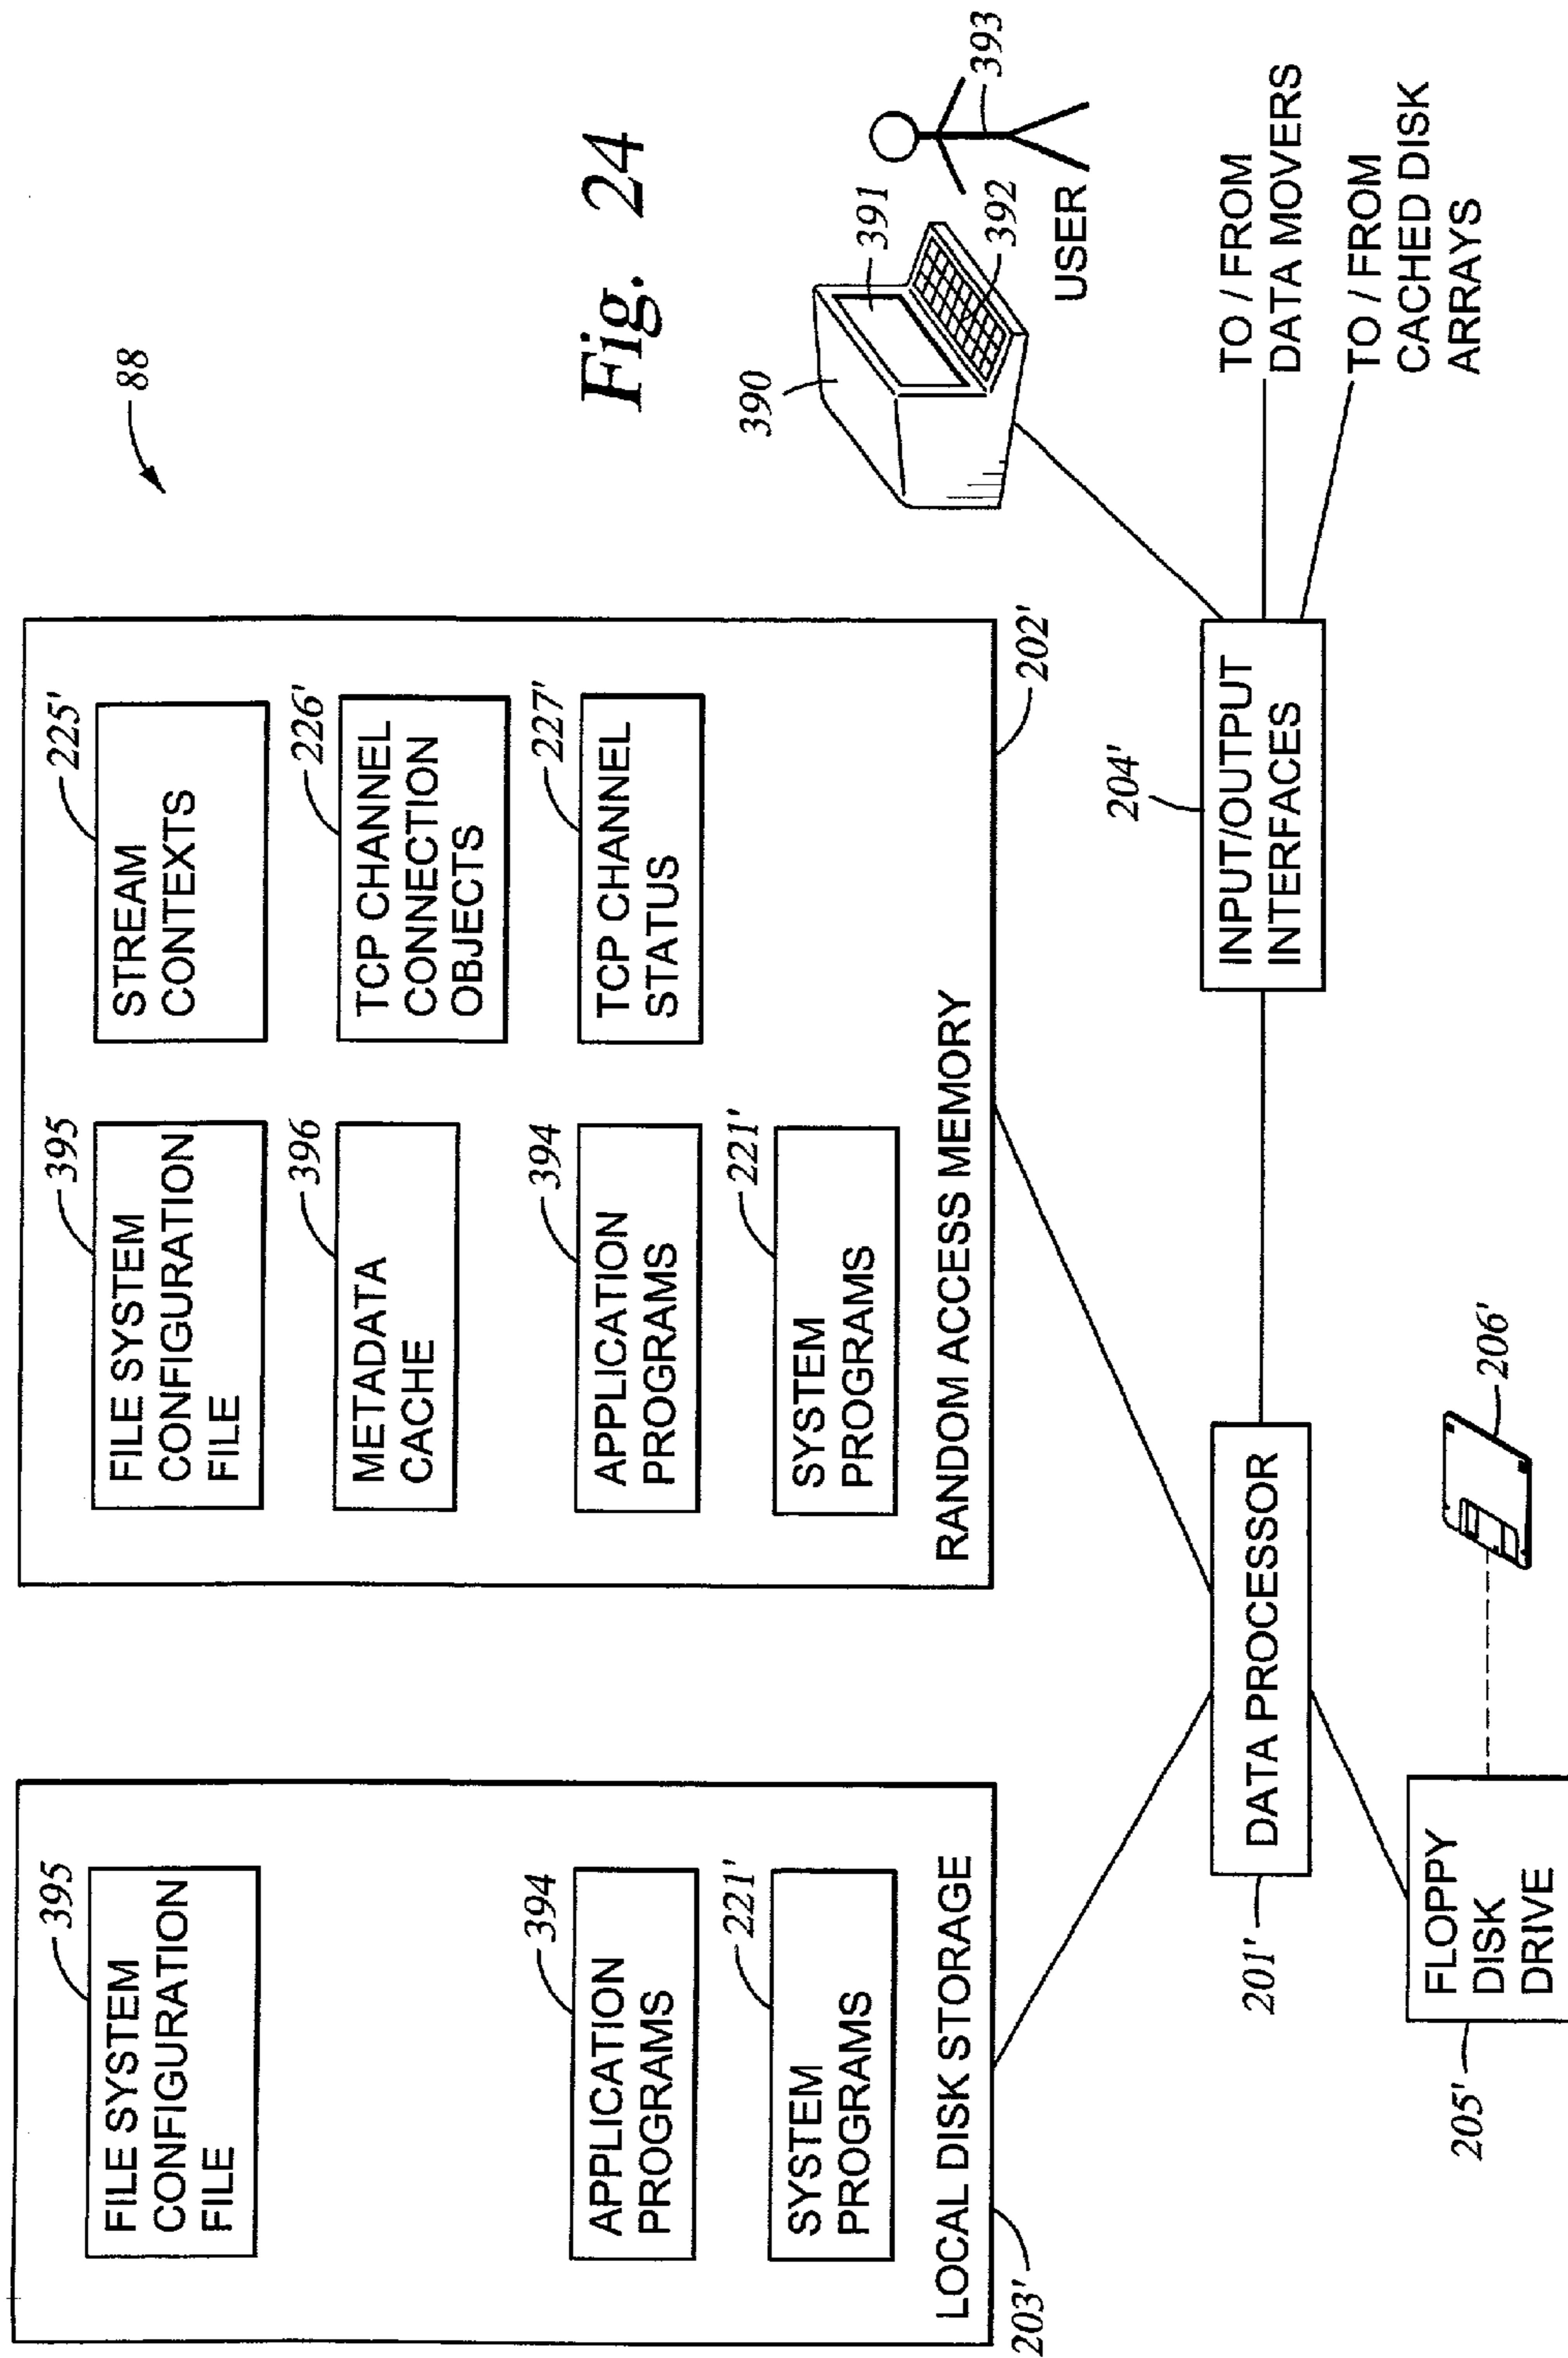 88
Fig. 24
395
FILE SYSTEM
CONFIGURATION
FILE
394
APPLICATION
PROGRAMS
221'
SYSTEM
PROGRAMS
LOCAL DISK STORAGE
203'
395
FILE SYSTEM
CONFIGURATION
FILE
225'
STREAM
CONTEXTS
396
METADATA
CACHE
226'
TCP CHANNEL
CONNECTION
OBJECTS
394
APPLICATION
PROGRAMS
227'
TCP CHANNEL
STATUS
221'
SYSTEM
PROGRAMS
RANDOM ACCESS MEMORY
202'
390
391
392
393
USER
201'
DATA PROCESSOR
204'
INPUT/OUTPUT
INTERFACES
TO / FROM
DATA MOVERS
TO / FROM
CACHED DISK
ARRAYS
205'
FLOPPY
DISK
DRIVE
206'